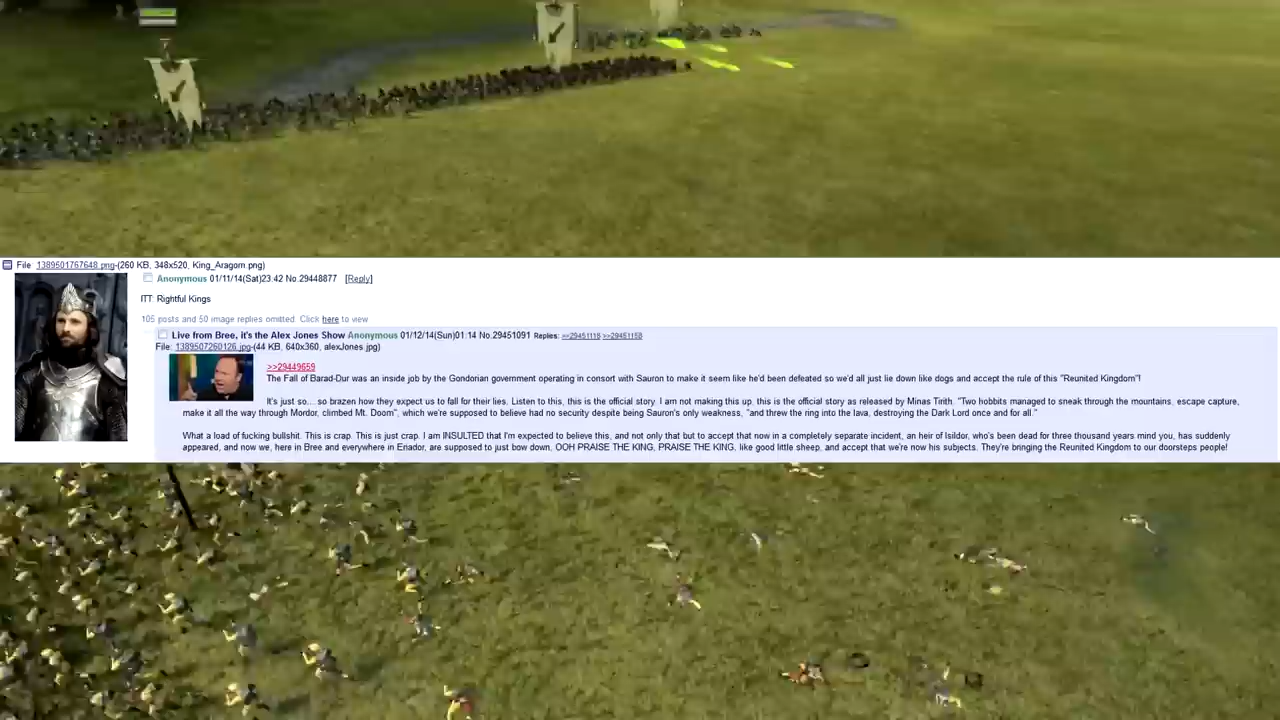 File 1389501767648.png-(260 KB, 348x520, King_Aragorn.png)
Anonymous 01/11/14(Sat)23:42 No.29448877 [Reply]
ITT: Rightful Kings
105 posts and 50 image replies omitted. Click here to view
Live from Bree, it's the Alex Jones Show Anonymous 01/12/14(Sun)01:14 No.29451091 Replies: >>29451118 >>29451158
File: 1389507260126.jpg-(44 KB, 640x360, alexJones.jpg)
>>29449659
The Fall of Barad-Dur was an inside job by the Gondorian government operating in consort with Sauron to make it seem like he'd been defeated so we'd all just lie down like dogs and accept the rule of this "Reunited Kingdom"!
It's just so... so brazen how they expect us to fall for their lies. Listen to this, this is the official story. I am not making this up, this is the official story as released by Minas Tirith. "Two hobbits managed to sneak through the mountains, escape capture,
make it all the way through Mordor, climbed Mt. Doom", which we're supposed to believe had no security despite being Sauron's only weakness, "and threw the ring into the lava, destroying the Dark Lord once and for all."
What a load of fucking bullshit. This is crap. This is just crap. I am INSULTED that I'm expected to believe this, and not only that but to accept that now in a completely separate incident, an heir of Isildor, who's been dead for three thousand years mind you, has suddenly
appeared, and now we, here in Bree and everywhere in Eriador, are supposed to just bow down, OOH PRAISE THE KING, PRAISE THE KING, like good little sheep, and accept that we're now his subjects. They're bringing the Reunited Kingdom to our doorsteps people!